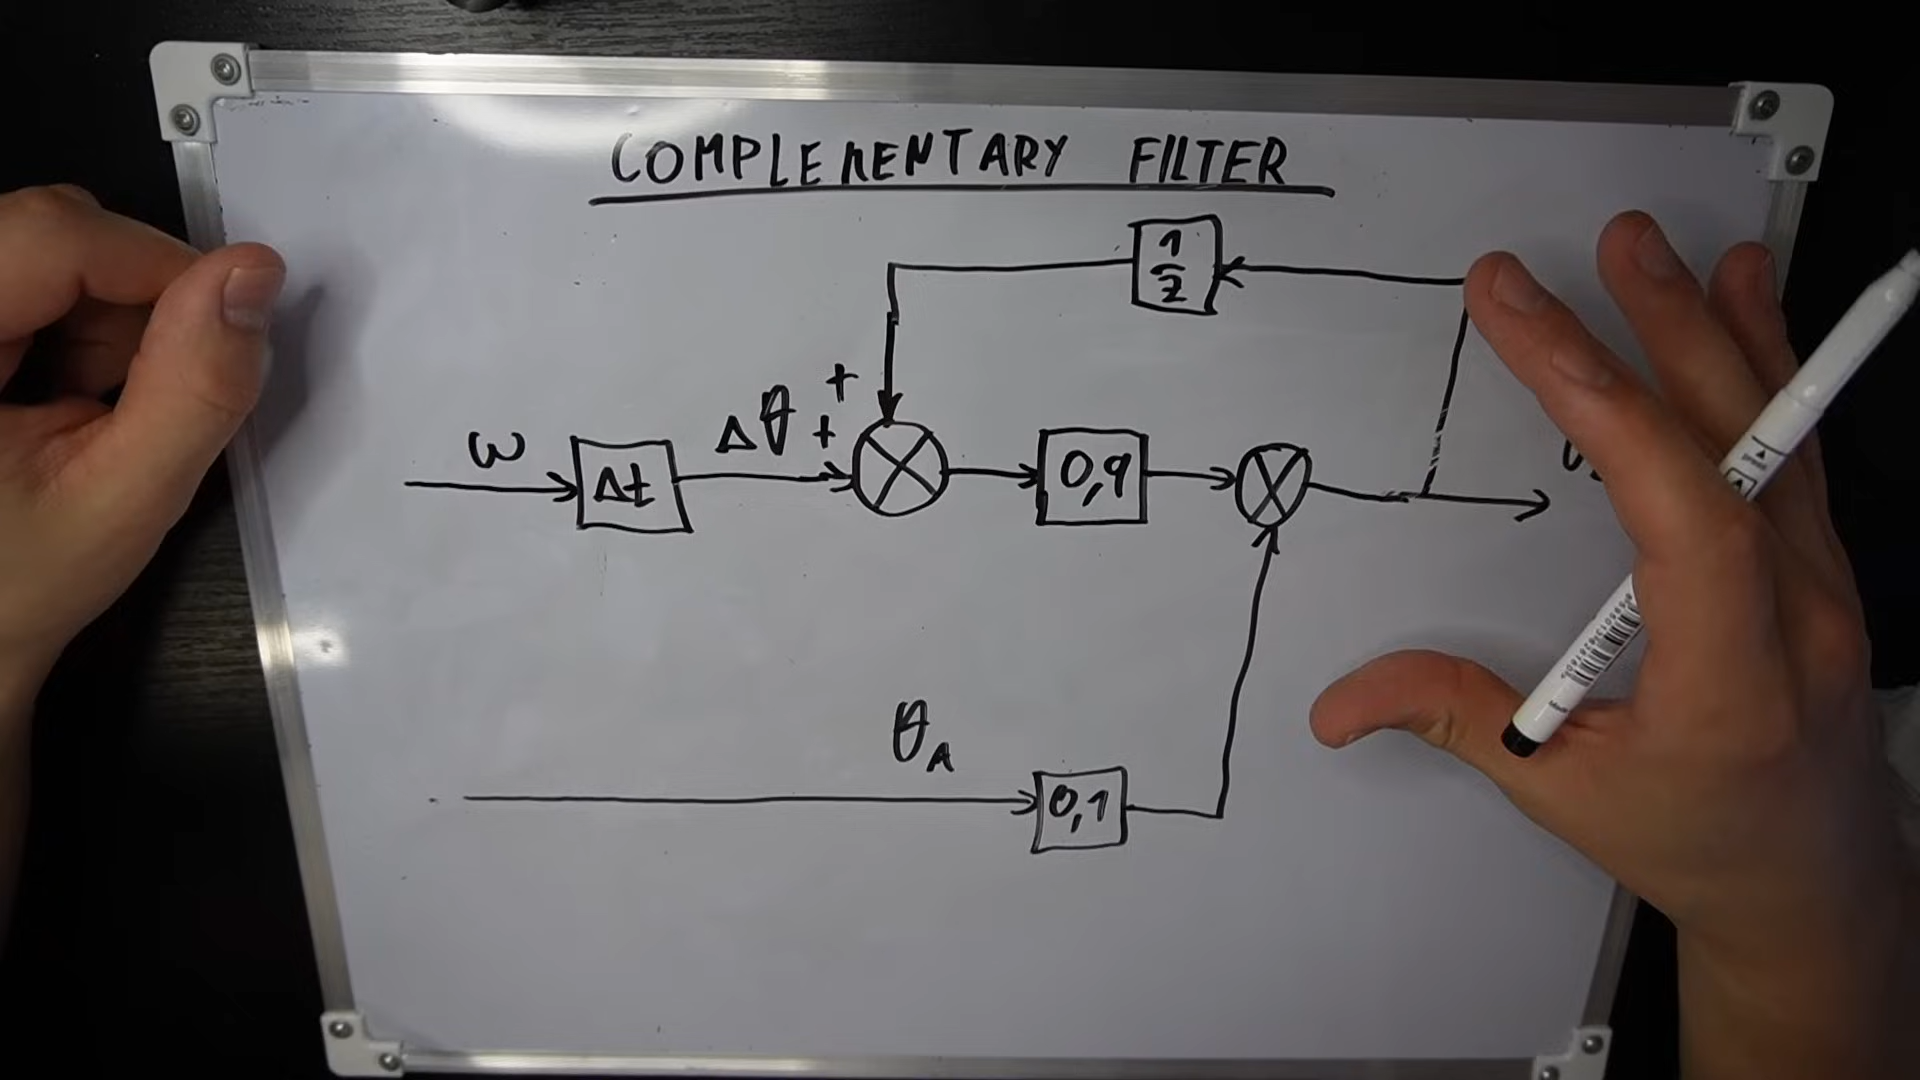 COMPLEMENTARY FILTER
1
z
+
ω Δt Δθ + 0,9
θA
0,1